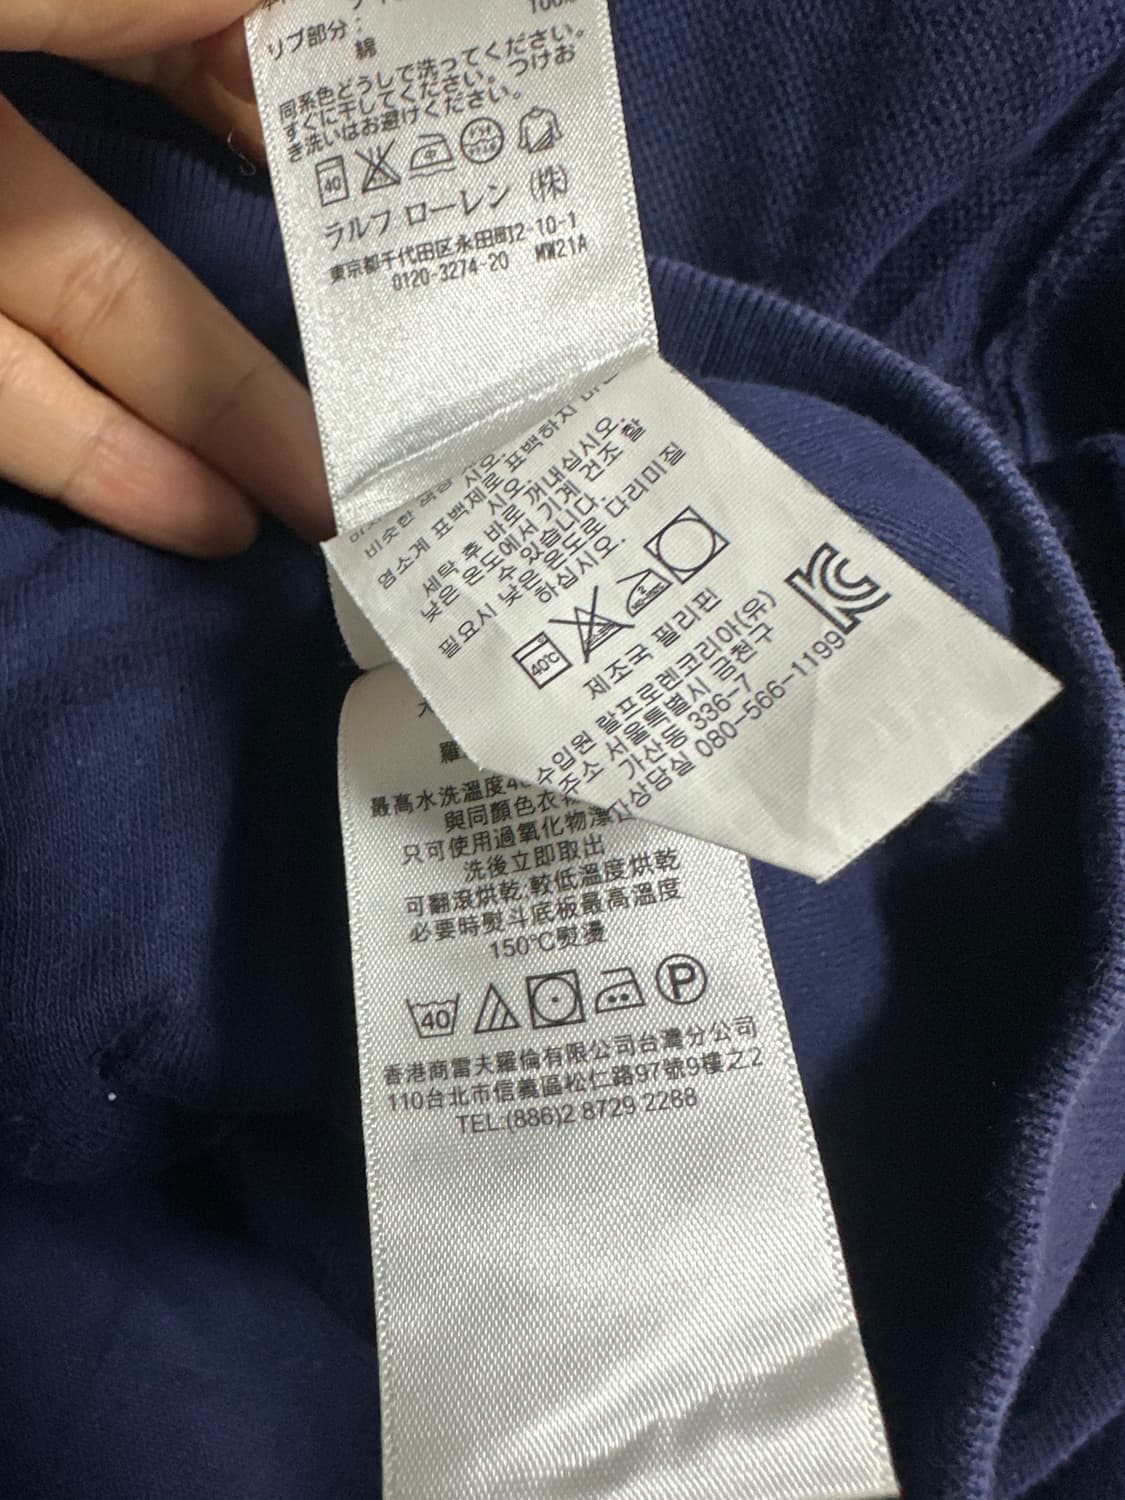 リブ部分:
綿
同系色どうしで洗ってください。
すぐに干してください。つけお
き洗いはお避けください。
40 中
ラルフ ローレン (株)
東京都千代田区永田町2-10-1
0120-3274-20 MW21A
비슷한 색상
시오.
염소계 표백제로 표백하지
시오.
세탁 후 바로 꺼내십시오.
낮은 온도에서 기계 건조 할
수 있습니다.
필요시 낮은 온도로 다리미질
하십시오.
40℃
제조국 필리핀
수입원 랄프로렌코리아(유)
주소 서울특별시 금천구
가산동 336-7
자상담실 080-566-1199
羅
最高水洗溫度4
與同顏色衣
只可使用過氧化物漂
洗後立即取出
可翻滾烘乾,較低溫度烘乾
必要時熨斗底板最高溫度
150℃熨燙
40 P
香港商雷夫羅倫有限公司台灣分公司
110台北市信義區松仁路97號9樓之2
TEL:(886)2 8729 2288